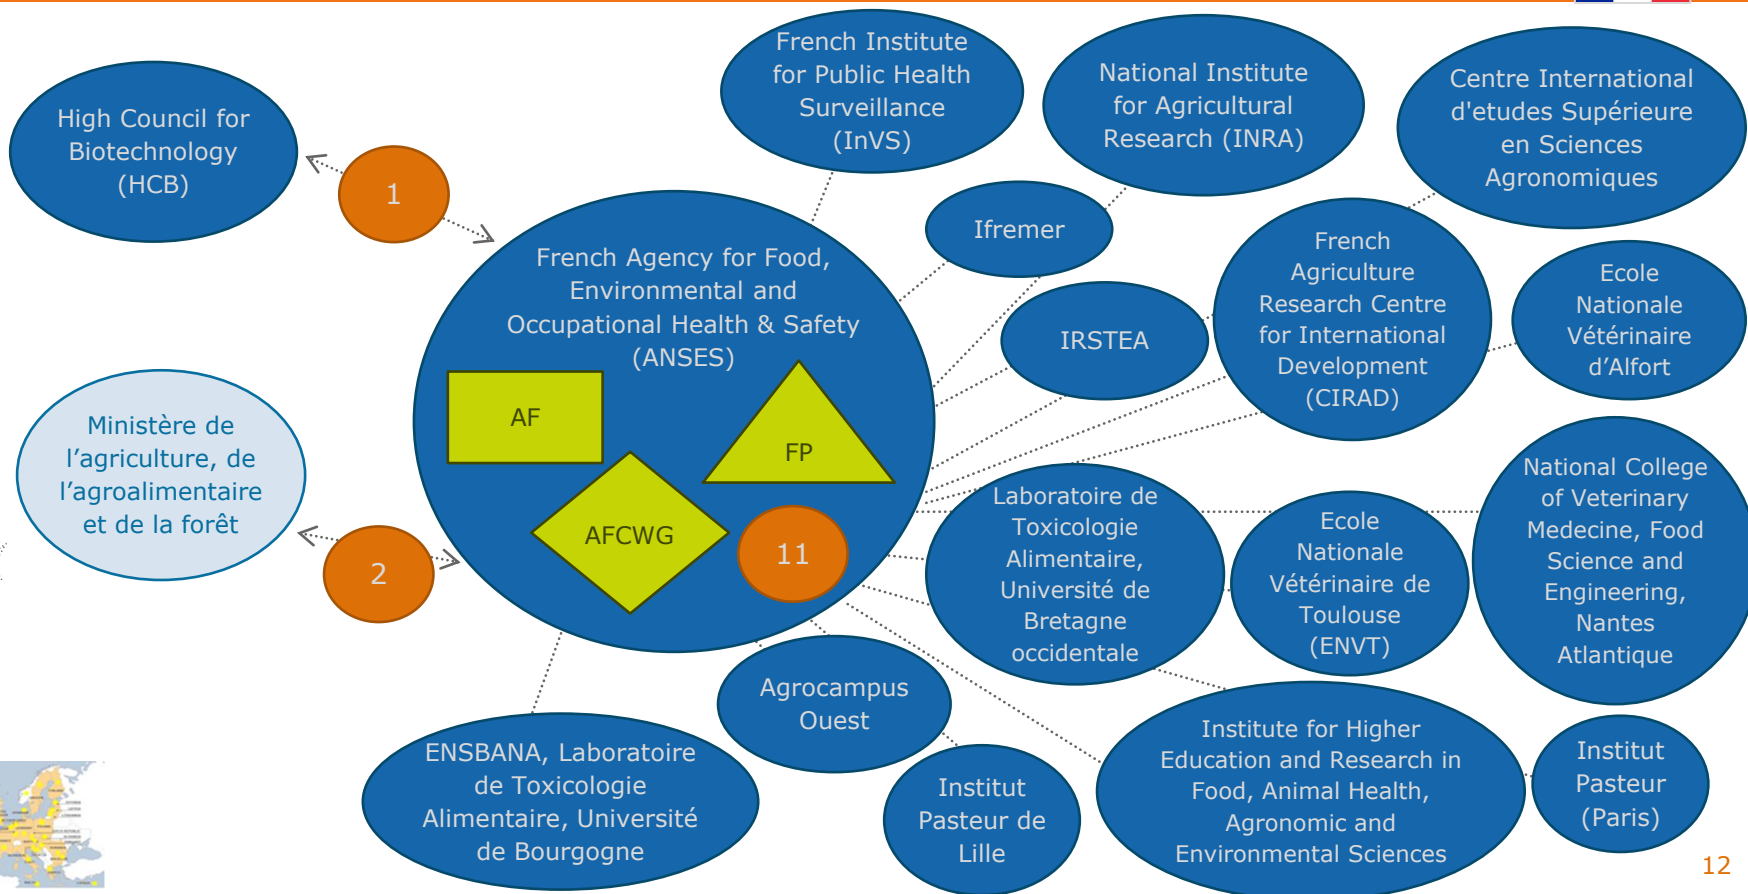 High Council for
Biotechnology
(HCB)
1
French Institute
for Public Health
Surveillance
(InVS)
National Institute
for Agricultural
Research (INRA)
Centre International
d'etudes Supérieure
en Sciences
Agronomiques
French Agency for Food,
Environmental and
Occupational Health & Safety
(ANSES)
AF
FP
AFCWG
11
Ifremer
IRSTEA
French
Agriculture
Research Centre
for International
Development
(CIRAD)
Ecole
Nationale
Vétérinaire
d’Alfort
Ministère de
l’agriculture, de
l’agroalimentaire
et de la forêt
2
Laboratoire de
Toxicologie
Alimentaire,
Université de
Bretagne
occidentale
Ecole
Nationale
Vétérinaire de
Toulouse
(ENVT)
National College
of Veterinary
Medecine, Food
Science and
Engineering,
Nantes
Atlantique
ENSBANA, Laboratoire
de Toxicologie
Alimentaire, Université
de Bourgogne
Agrocampus
Ouest
Institut
Pasteur de
Lille
Institute for Higher
Education and Research in
Food, Animal Health,
Agronomic and
Environmental Sciences
Institut
Pasteur
(Paris)
12